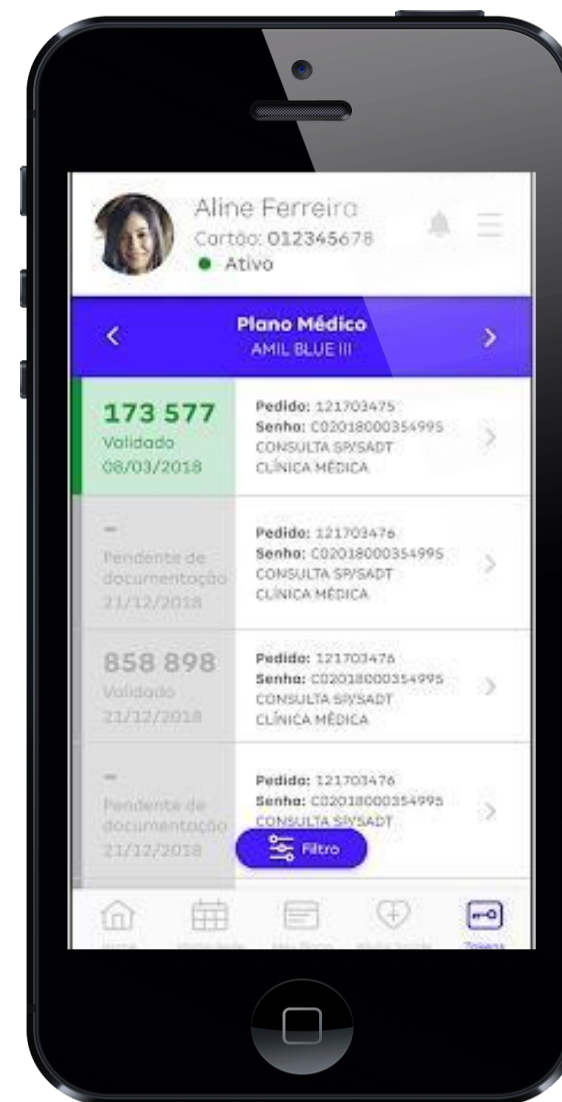 Aline Ferreira
Cartão: 012345678
Ativo
Plano Médico
AMIL BLUE III
173 577
Validado
08/03/2018
Pedido: 121703475
Senha: C02018000354995
CONSULTA SP/SADT
CLÍNICA MÉDICA
–
Pendente de
documentação
21/12/2018
Pedido: 121703476
Senha: C02018000354995
CONSULTA SP/SADT
CLÍNICA MÉDICA
858 898
Validado
21/12/2018
Pedido: 121703476
Senha: C02018000354995
CONSULTA SP/SADT
CLÍNICA MÉDICA
–
Pendente de
documentação
21/12/2018
Pedido: 121703476
Senha: C02018000354995
CONSULTA SP/SADT
Filtro
Tokens